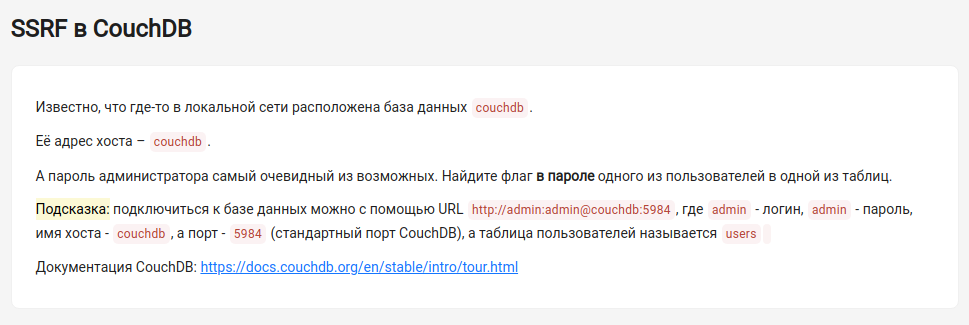 SSRF в CouchDB
Известно, что где-то в локальной сети расположена база данных couchdb.
Её адрес хоста – couchdb.
А пароль администратора самый очевидный из возможных. Найдите флаг в пароле одного из пользователей в одной из таблиц.
Подсказка: подключиться к базе данных можно с помощью URL http://admin:admin@couchdb:5984, где admin - логин, admin - пароль,
имя хоста - couchdb, а порт - 5984 (стандартный порт CouchDB), а таблица пользователей называется users
Документация CouchDB: https://docs.couchdb.org/en/stable/intro/tour.html